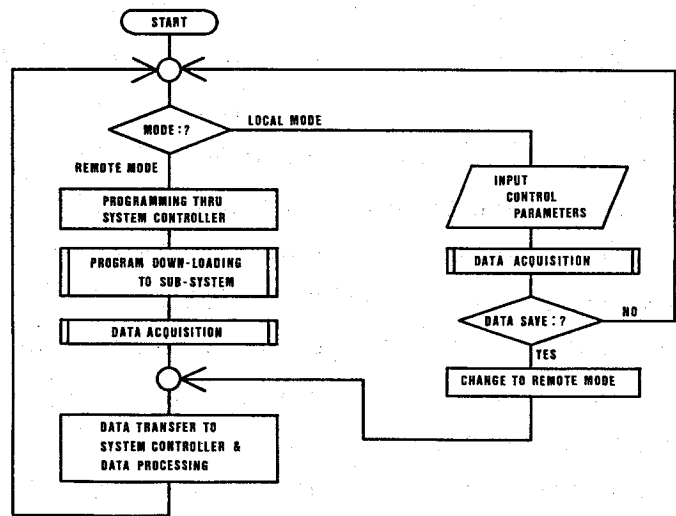 START
MODE:?
LOCAL MODE
REMOTE MODE
PROGRAMMING THRU
SYSTEM CONTROLLER
PROGRAM DOWN-LOADING
TO SUB-SYSTEM
DATA ACQUISITION
DATA TRANSFER TO
SYSTEM CONTROLLER &
DATA PROCESSING
INPUT
CONTROL
PARAMETERS
DATA ACQUISITION
DATA SAVE:?
NO
YES
CHANGE TO REMOTE MODE